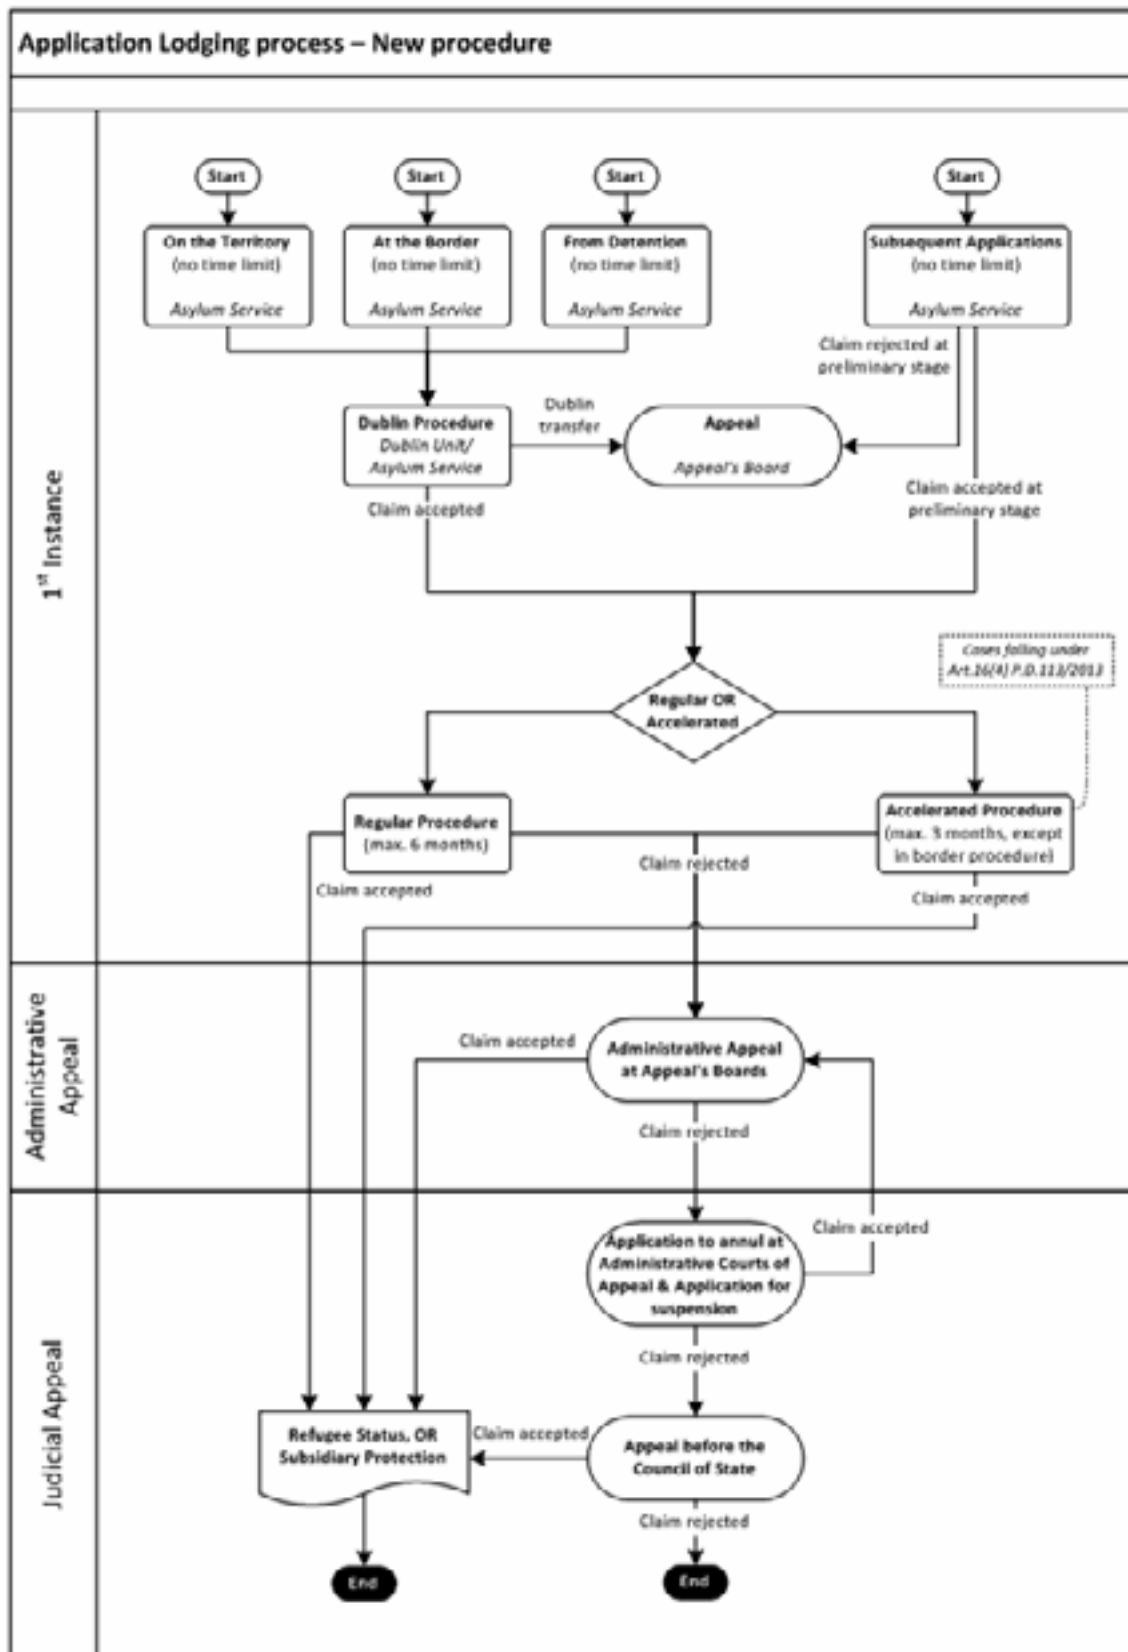 Application Lodging process – New procedure
1st Instance
Start
Start
Start
Start
On the Territory
(no time limit)
Asylum Service
At the Border
(no time limit)
Asylum Service
From Detention
(no time limit)
Asylum Service
Subsequent Applications
(no time limit)
Asylum Service
Claim rejected at
preliminary stage
Dublin Procedure
Dublin Unit/
Asylum Service
Dublin
transfer
Appeal
Appeal's Board
Claim accepted
Claim accepted at
preliminary stage
Cases falling under
Art.16(4) P.D.113/2013
Regular OR
Accelerated
Regular Procedure
(max. 6 months)
Accelerated Procedure
(max. 3 months, except
in border procedure)
Claim accepted
Claim rejected
Claim accepted
Administrative
Appeal
Claim accepted
Administrative Appeal
at Appeal's Boards
Claim rejected
Judicial Appeal
Application to annul at
Administrative Courts of
Appeal & Application for
suspension
Claim accepted
Claim rejected
Refugee Status, OR
Subsidiary Protection
Claim accepted
Appeal before the
Council of State
Claim rejected
End
End